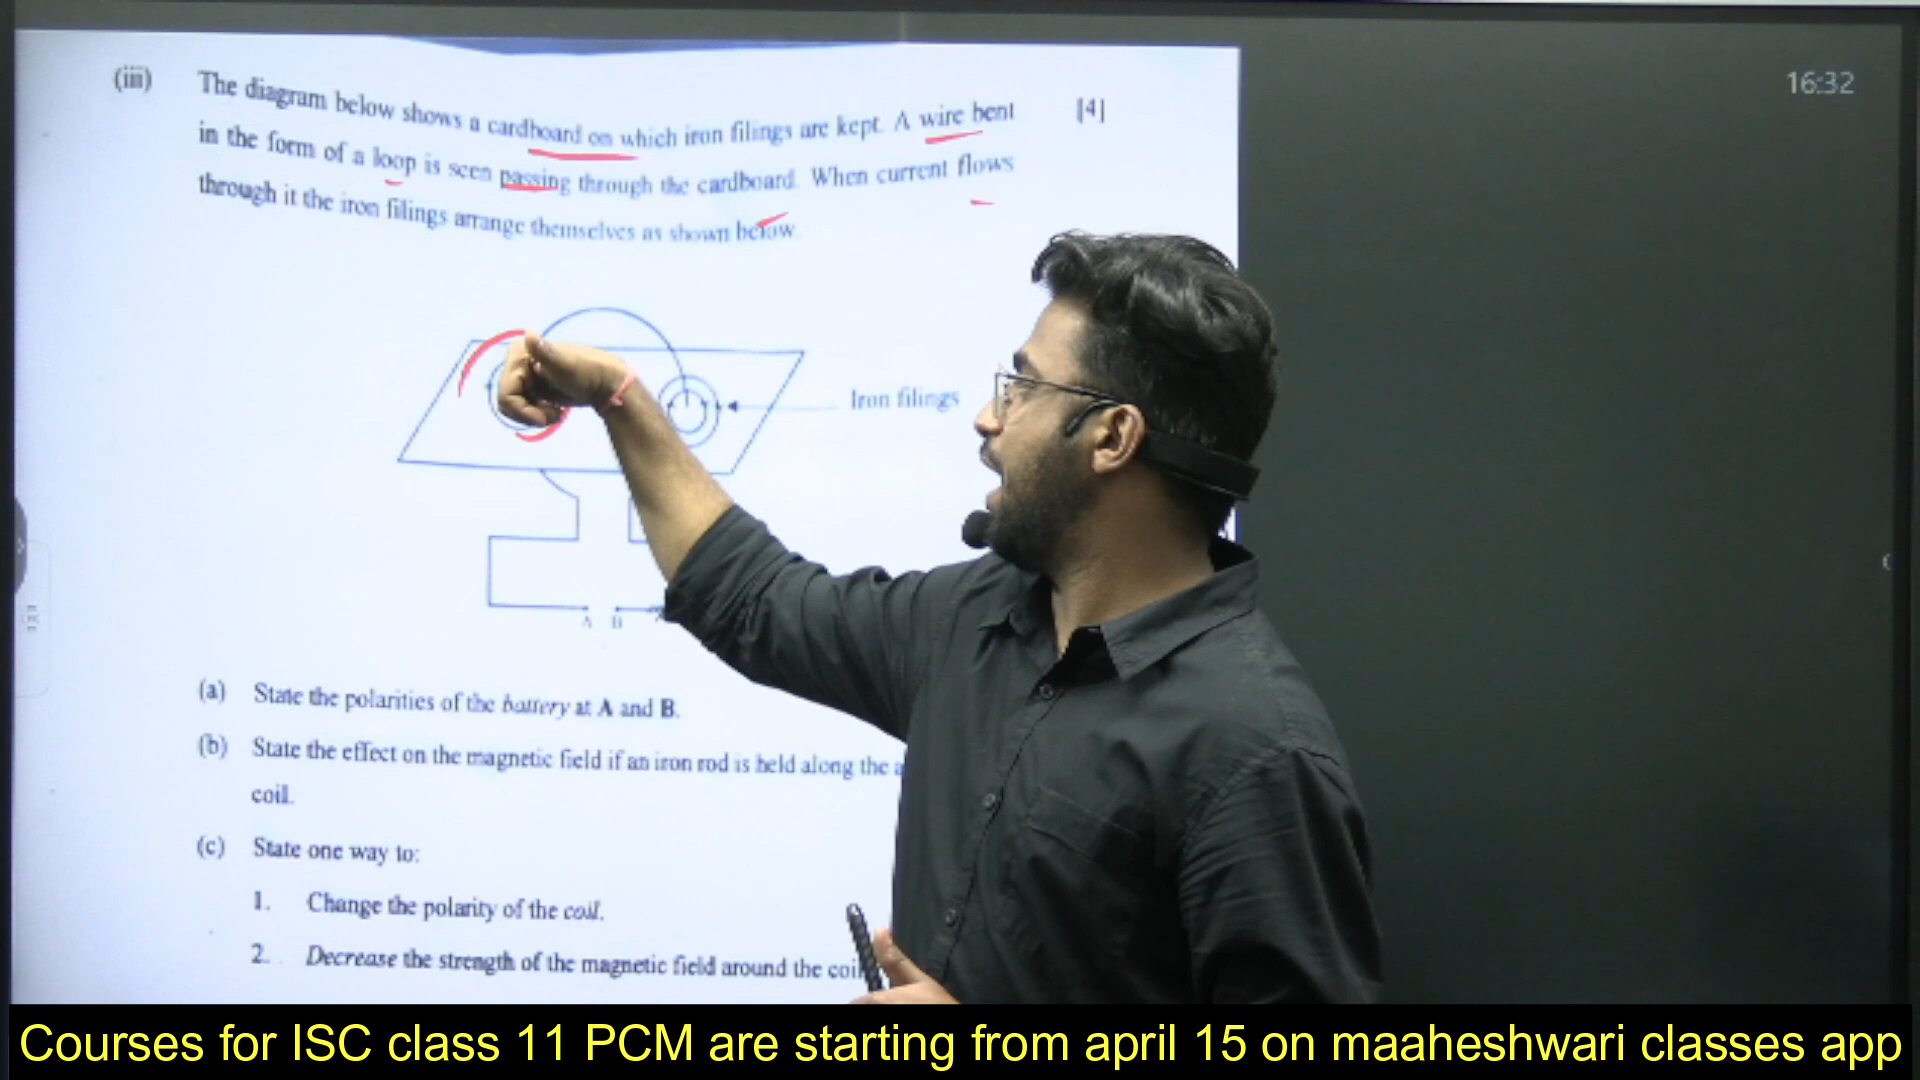 16:32
(iii) The diagram below shows a cardboard on which iron filings are kept. A wire bent [4]
in the form of a loop is seen passing through the cardboard. When current flows
through it the iron filings arrange themselves as shown below.
Iron filings
A B
(a) State the polarities of the battery at A and B.
(b) State the effect on the magnetic field if an iron rod is held along the
coil.
(c) State one way to:
1. Change the polarity of the coil.
2. Decrease the strength of the magnetic field around the coil
Courses for ISC class 11 PCM are starting from april 15 on maaheshwari classes app